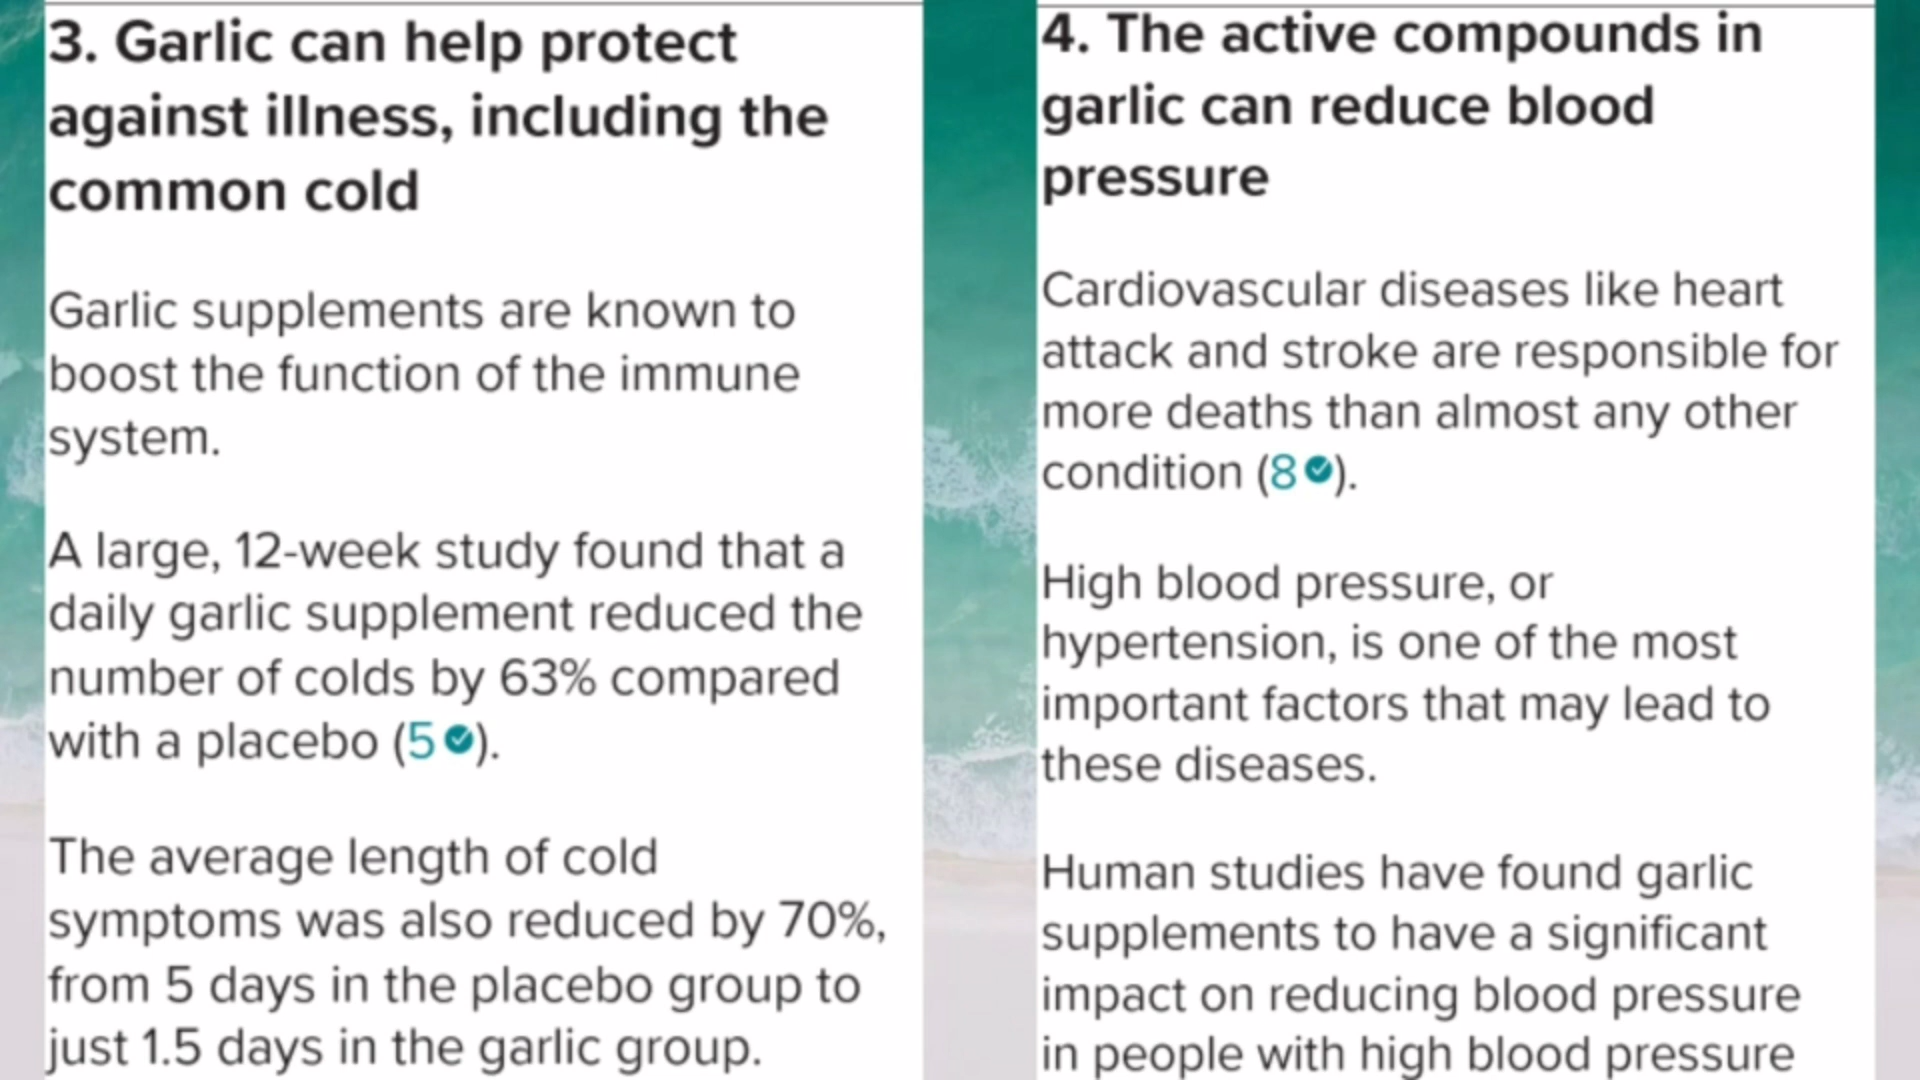 3. Garlic can help protect
against illness, including the
common cold
Garlic supplements are known to
boost the function of the immune
system.
A large, 12-week study found that a
daily garlic supplement reduced the
number of colds by 63% compared
with a placebo (5).
The average length of cold
symptoms was also reduced by 70%,
from 5 days in the placebo group to
just 1.5 days in the garlic group.
4. The active compounds in
garlic can reduce blood
pressure
Cardiovascular diseases like heart
attack and stroke are responsible for
more deaths than almost any other
condition (8).
High blood pressure, or
hypertension, is one of the most
important factors that may lead to
these diseases.
Human studies have found garlic
supplements to have a significant
impact on reducing blood pressure
in people with high blood pressure